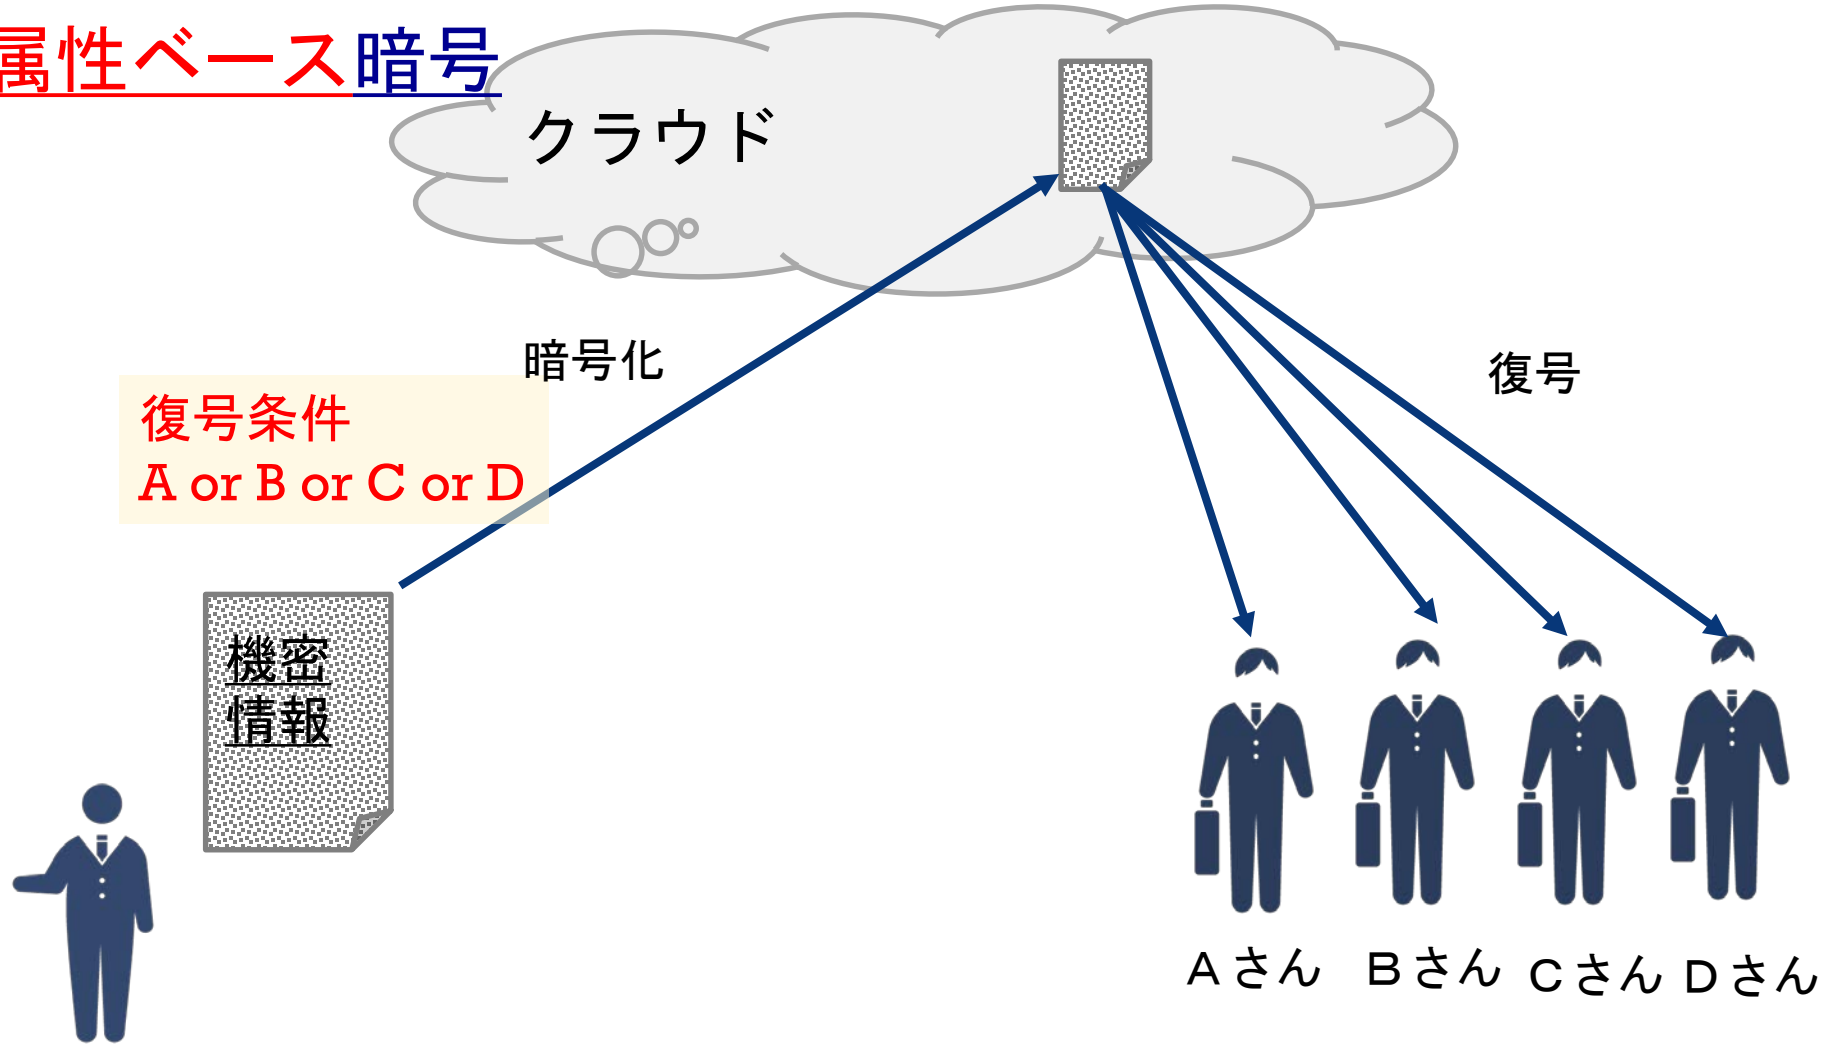 属性ベース暗号
クラウド
暗号化
復号
復号条件
A or B or C or D
機密
情報
Aさん
Bさん
Cさん
Dさん